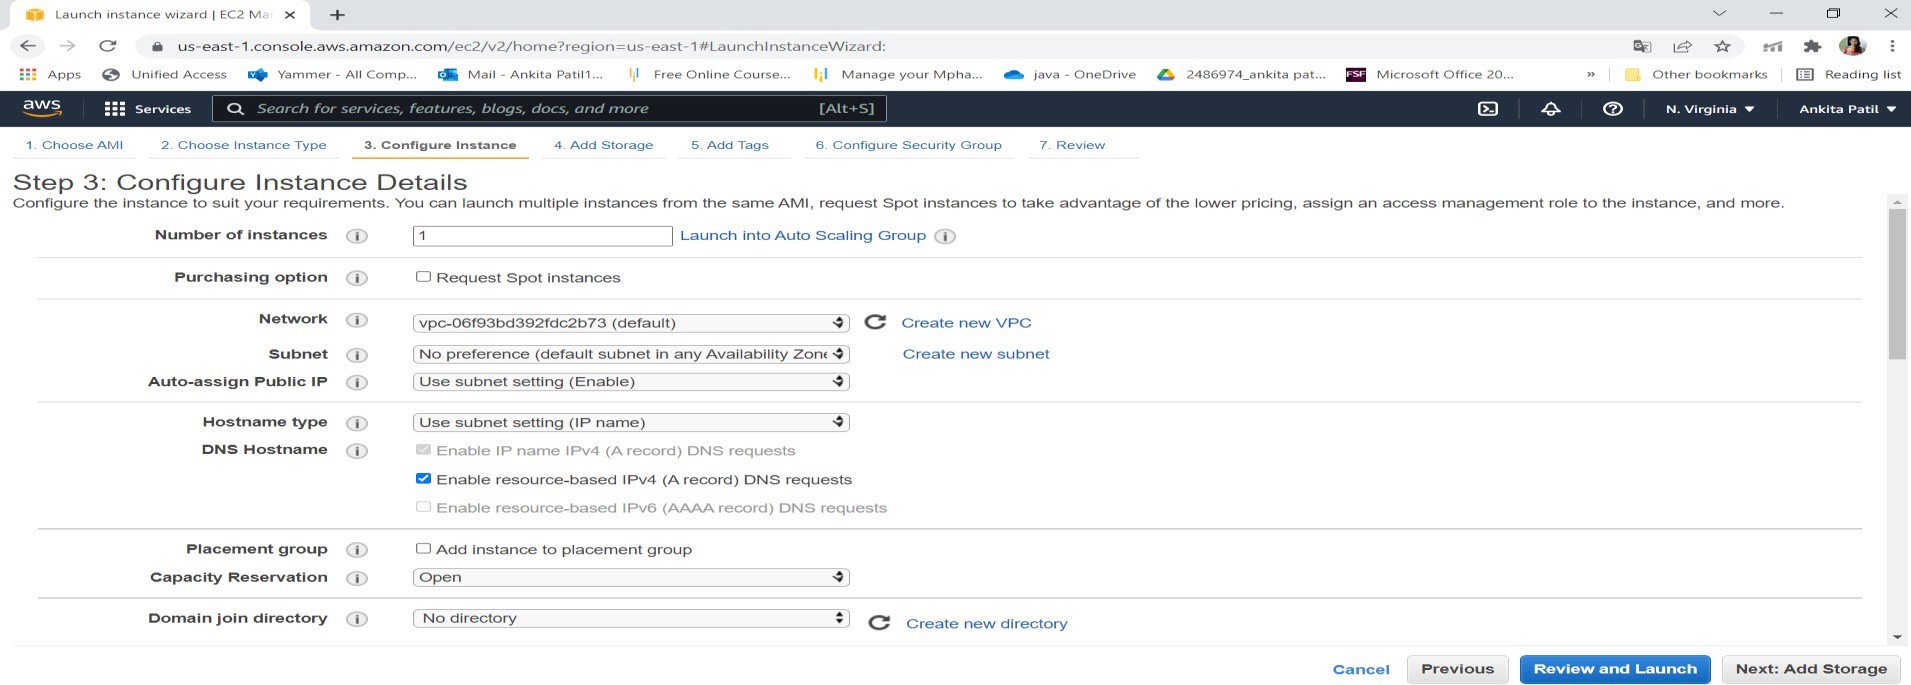 Launch instance wizard | EC2 Ma
us-east-1.console.aws.amazon.com/ec2/v2/home?region=us-east-1#LaunchInstanceWizard:
Apps Unified Access Yammer - All Comp... Mail - Ankita Patil1... Free Online Course... Manage your Mpha... java - OneDrive 2486974_ankita pat... FSF Microsoft Office 20... » Other bookmarks Reading list
aws Services Search for services, features, blogs, docs, and more [Alt+S] N. Virginia Ankita Patil
1. Choose AMI 2. Choose Instance Type 3. Configure Instance 4. Add Storage 5. Add Tags 6. Configure Security Group 7. Review
Step 3: Configure Instance Details
Configure the instance to suit your requirements. You can launch multiple instances from the same AMI, request Spot instances to take advantage of the lower pricing, assign an access management role to the instance, and more.
Number of instances 1 Launch into Auto Scaling Group
Purchasing option Request Spot instances
Network vpc-06f93bd392fdc2b73 (default) Create new VPC
Subnet No preference (default subnet in any Availability Zone Create new subnet
Auto-assign Public IP Use subnet setting (Enable)
Hostname type Use subnet setting (IP name)
DNS Hostname Enable IP name IPv4 (A record) DNS requests
Enable resource-based IPv4 (A record) DNS requests
Enable resource-based IPv6 (AAAA record) DNS requests
Placement group Add instance to placement group
Capacity Reservation Open
Domain join directory No directory Create new directory
Cancel Previous Review and Launch Next: Add Storage